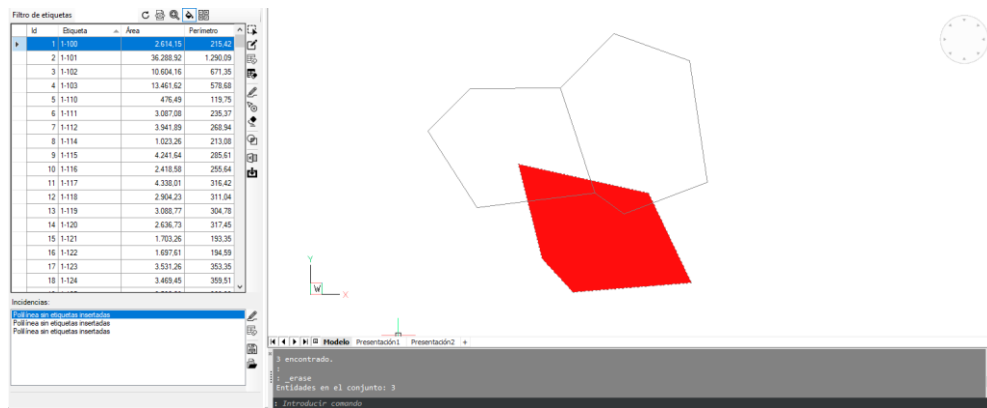 Filtro de etiquetas
Id Etiqueta Área Perímetro
1 1-100 2.614,15 215,42
2 1-101 36.288,92 1.290,09
3 1-102 10.604,16 671,35
4 1-103 13.461,62 578,68
5 1-110 476,49 119,75
6 1-111 3.087,08 235,37
7 1-112 3.941,89 268,94
8 1-114 1.023,26 213,08
9 1-115 4.241,64 285,61
10 1-116 2.418,58 255,64
11 1-117 4.338,01 316,42
12 1-118 2.904,23 311,04
13 1-119 3.088,77 304,78
14 1-120 2.636,73 317,45
15 1-121 1.703,26 193,35
16 1-122 1.697,61 194,59
17 1-123 3.531,26 353,35
18 1-124 3.469,45 359,51
Incidencias:
Polilínea sin etiquetas insertadas
Polilínea sin etiquetas insertadas
Polilínea sin etiquetas insertadas
Y
W
X
Modelo Presentación1 Presentación2 +
3 encontrado.
:
: _erase
Entidades en el conjunto: 3
: Introducir comando